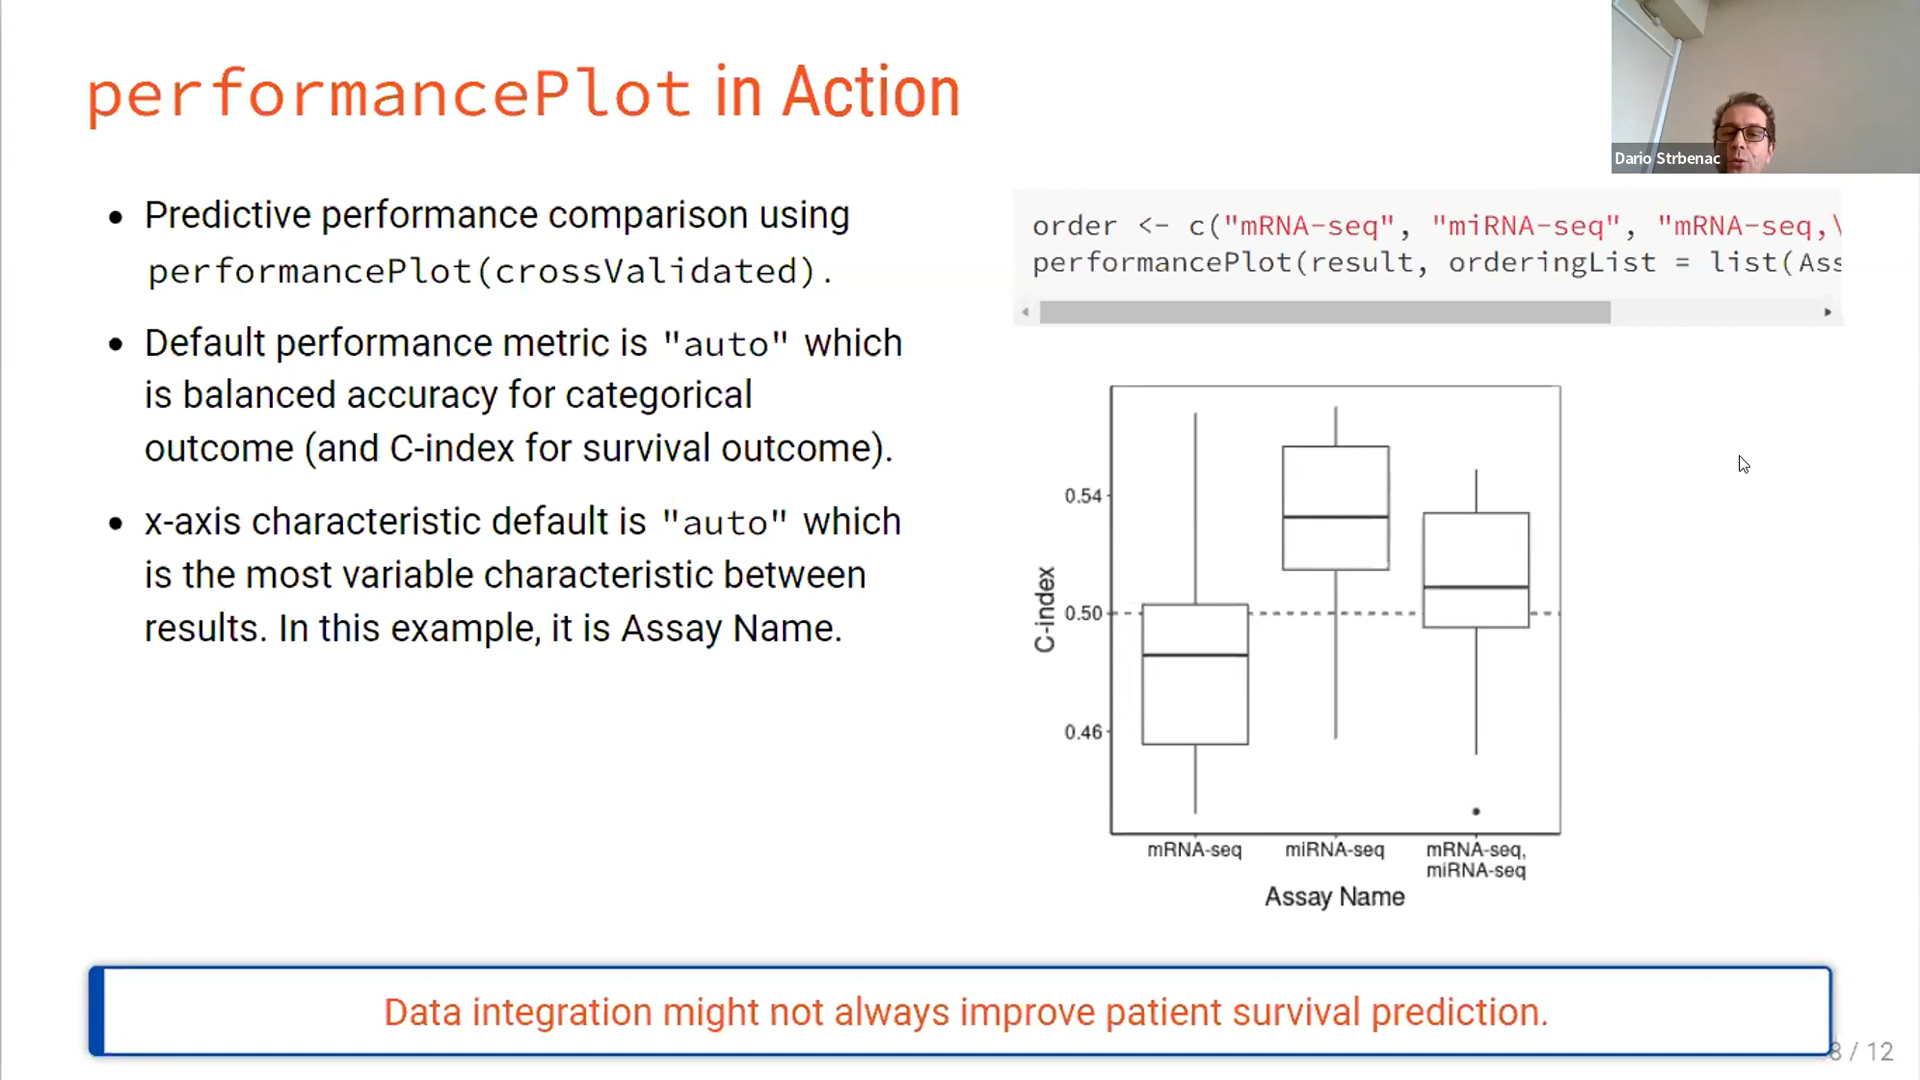 performancePlot in Action
Dario Strbenac
• Predictive performance comparison using
performancePlot(crossValidated).
• Default performance metric is "auto" which
is balanced accuracy for categorical
outcome (and C-index for survival outcome).
• x-axis characteristic default is "auto" which
is the most variable characteristic between
results. In this example, it is Assay Name.
order <- c("mRNA-seq", "miRNA-seq", "mRNA-seq,\
performancePlot(result, orderingList = list(Ass
C-index
0.54
0.50
0.46
mRNA-seq
miRNA-seq
mRNA-seq,
miRNA-seq
Assay Name
Data integration might not always improve patient survival prediction.
8 / 12